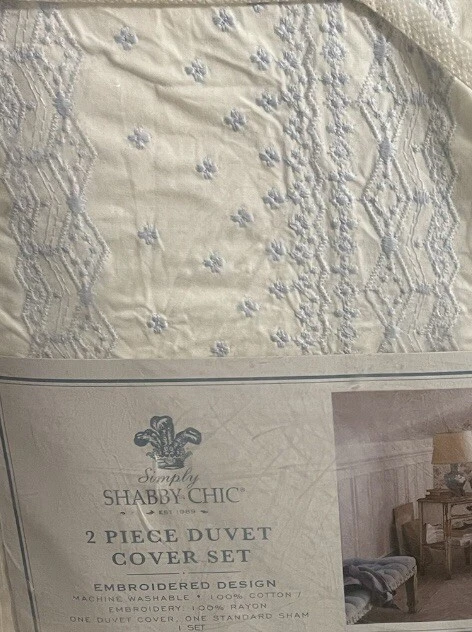 Simply
SHABBY CHIC®
EST 1989
2 PIECE DUVET
COVER SET
EMBROIDERED DESIGN
MACHINE WASHABLE • 100% COTTON /
EMBROIDERY: 100% RAYON
ONE DUVET COVER, ONE STANDARD SHAM
1 SET